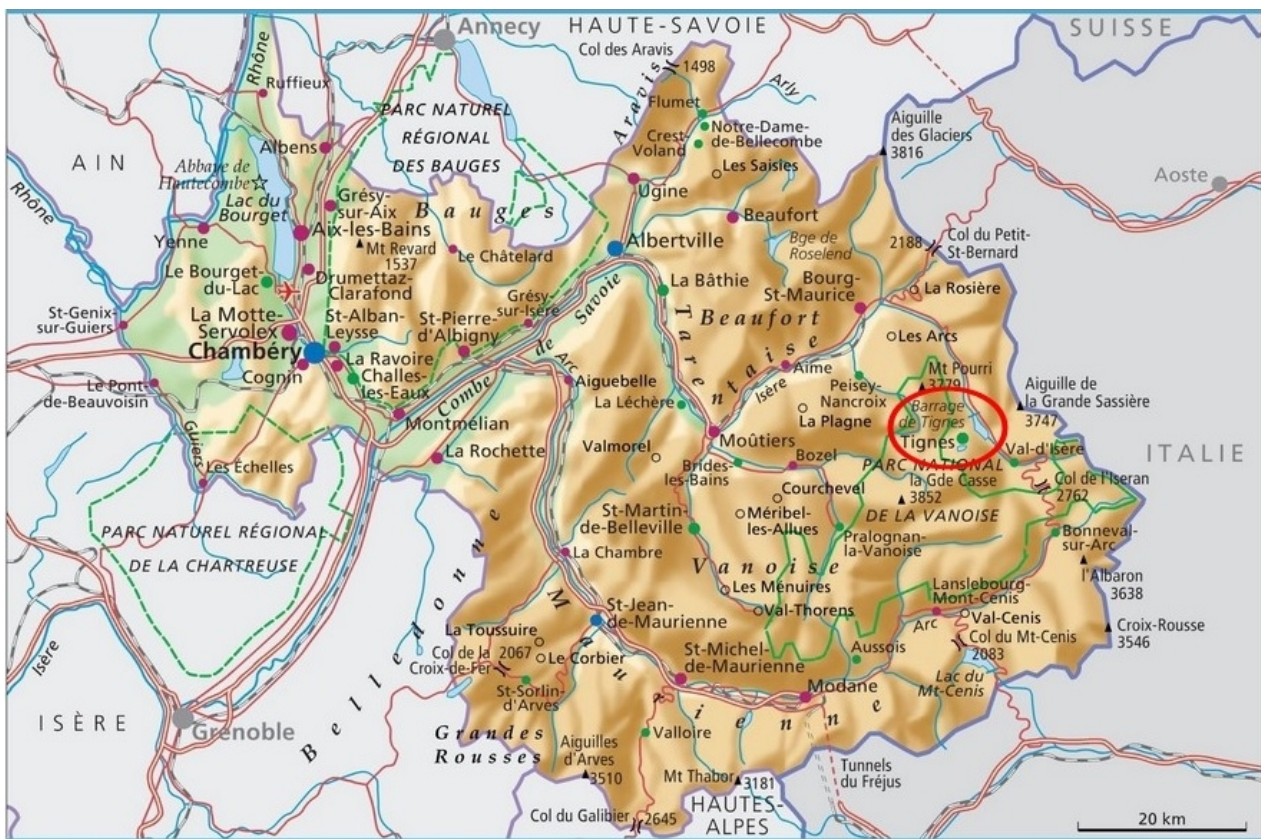 HAUTE-SAVOIE
SUISSE
Annecy
Col des Aravis
1498
Rhône
Ruffieux
Aravis
Arly
Flumet
PARC NATUREL
RÉGIONAL
DES BAUGES
Notre-Dame-
de-Bellecombe
Crest-
Voland
Les Saisies
Aiguille
des Glaciers
3816
AIN
Albens
Abbaye de
Hautecombe
Lac du
Bourget
Grésy-
sur-Aix
Aix-les-Bains
Bauges
Ugine
Aoste
Rhône
Yenne
Mt Revard
1537
Le Châtelard
Beaufort
Albertville
Bge de
Roselend
2188
Col du Petit-
St-Bernard
Le Bourget-
du-Lac
Drumettaz-
Clarafond
La Bâthie
Bourg-
St-Maurice
La Rosière
St-Genix-
sur-Guiers
La Motte-
Servolex
St-Alban-
Leysse
St-Pierre-
d'Albigny
Grésy-
sur-Isère
Combe de Savoie
Tarentaise
Beaufort
Les Arcs
Chambéry
Cognin
La Ravoire
Challes-
les-Eaux
Arc
Aiguebelle
Aime
Isère
Mt Pourri
3779
Peisey-
Nancroix
Aiguille de
la Grande Sassière
3747
Le Pont-
de-Beauvoisin
Montmélian
La Léchère
La Plagne
Barrage
de Tignes
Tignes
Guiers
Les Échelles
La Rochette
Valmorel
Moûtiers
Brides-
les-Bains
Bozel
Val-d'Isère
ITALIE
PARC NATIONAL
DE LA VANOISE
la Gde Casse
3852
Col de l'Iseran
2762
Courchevel
Méribel-
les-Allues
St-Martin-
de-Belleville
Pralognan-
la-Vanoise
Bonneval-
sur-Arc
PARC NATUREL RÉGIONAL
DE LA CHARTREUSE
La Chambre
Vanoise
l'Albaron
3638
Les Ménuires
Val-Thorens
Lanslebourg-
Mont-Cenis
Val-Cenis
Arc
Croix-Rousse
3546
Col du Mt-Cenis
2083
Isère
Belledonne
Maurienne
St-Jean-
de-Maurienne
La Toussuire
Col de la
Croix-de-Fer
2067
Le Corbier
St-Michel-
de-Maurienne
Aussois
Lac du
Mt-Cenis
St-Sorlin-
d'Arves
Modane
ISÈRE
Grenoble
Grandes
Rousses
Aiguilles
d'Arves
3510
Valloire
Mt Thabor
3181
Tunnels
du Fréjus
Col du Galibier
2645
HAUTES-
ALPES
20 km